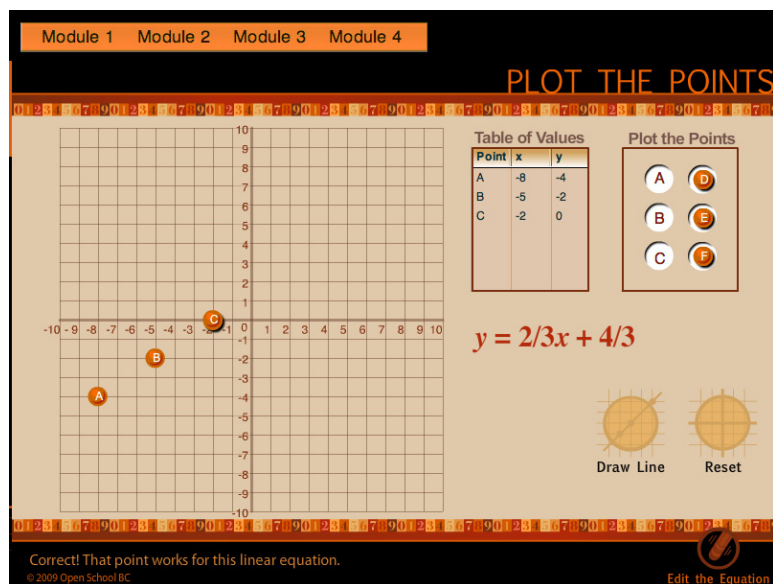 Module 1 Module 2 Module 3 Module 4
PLOT THE POINTS
Table of Values
Point x y
A -8 -4
B -5 -2
C -2 0
Plot the Points
A D
B E
C F
10
9
8
7
6
5
4
3
2
1
-10 -9 -8 -7 -6 -5 -4 -3 -2 -1 0 1 2 3 4 5 6 7 8 9 10
-1
-2
-3
-4
-5
-6
-7
-8
-9
-10
C
B
A
y = 2/3x + 4/3
Draw Line Reset
Correct! That point works for this linear equation.
© 2009 Open School BC
Edit the Equation